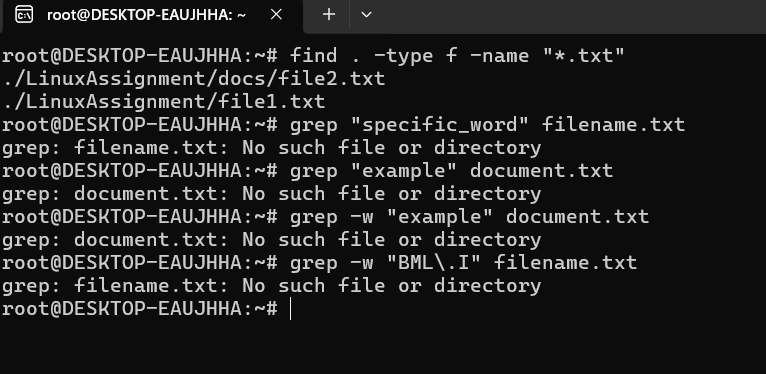 root@DESKTOP-EAUJHHA: ~
root@DESKTOP-EAUJHHA:~# find . -type f -name "*.txt"
./LinuxAssignment/docs/file2.txt
./LinuxAssignment/file1.txt
root@DESKTOP-EAUJHHA:~# grep "specific_word" filename.txt
grep: filename.txt: No such file or directory
root@DESKTOP-EAUJHHA:~# grep "example" document.txt
grep: document.txt: No such file or directory
root@DESKTOP-EAUJHHA:~# grep -w "example" document.txt
grep: document.txt: No such file or directory
root@DESKTOP-EAUJHHA:~# grep -w "BML\.I" filename.txt
grep: filename.txt: No such file or directory
root@DESKTOP-EAUJHHA:~#